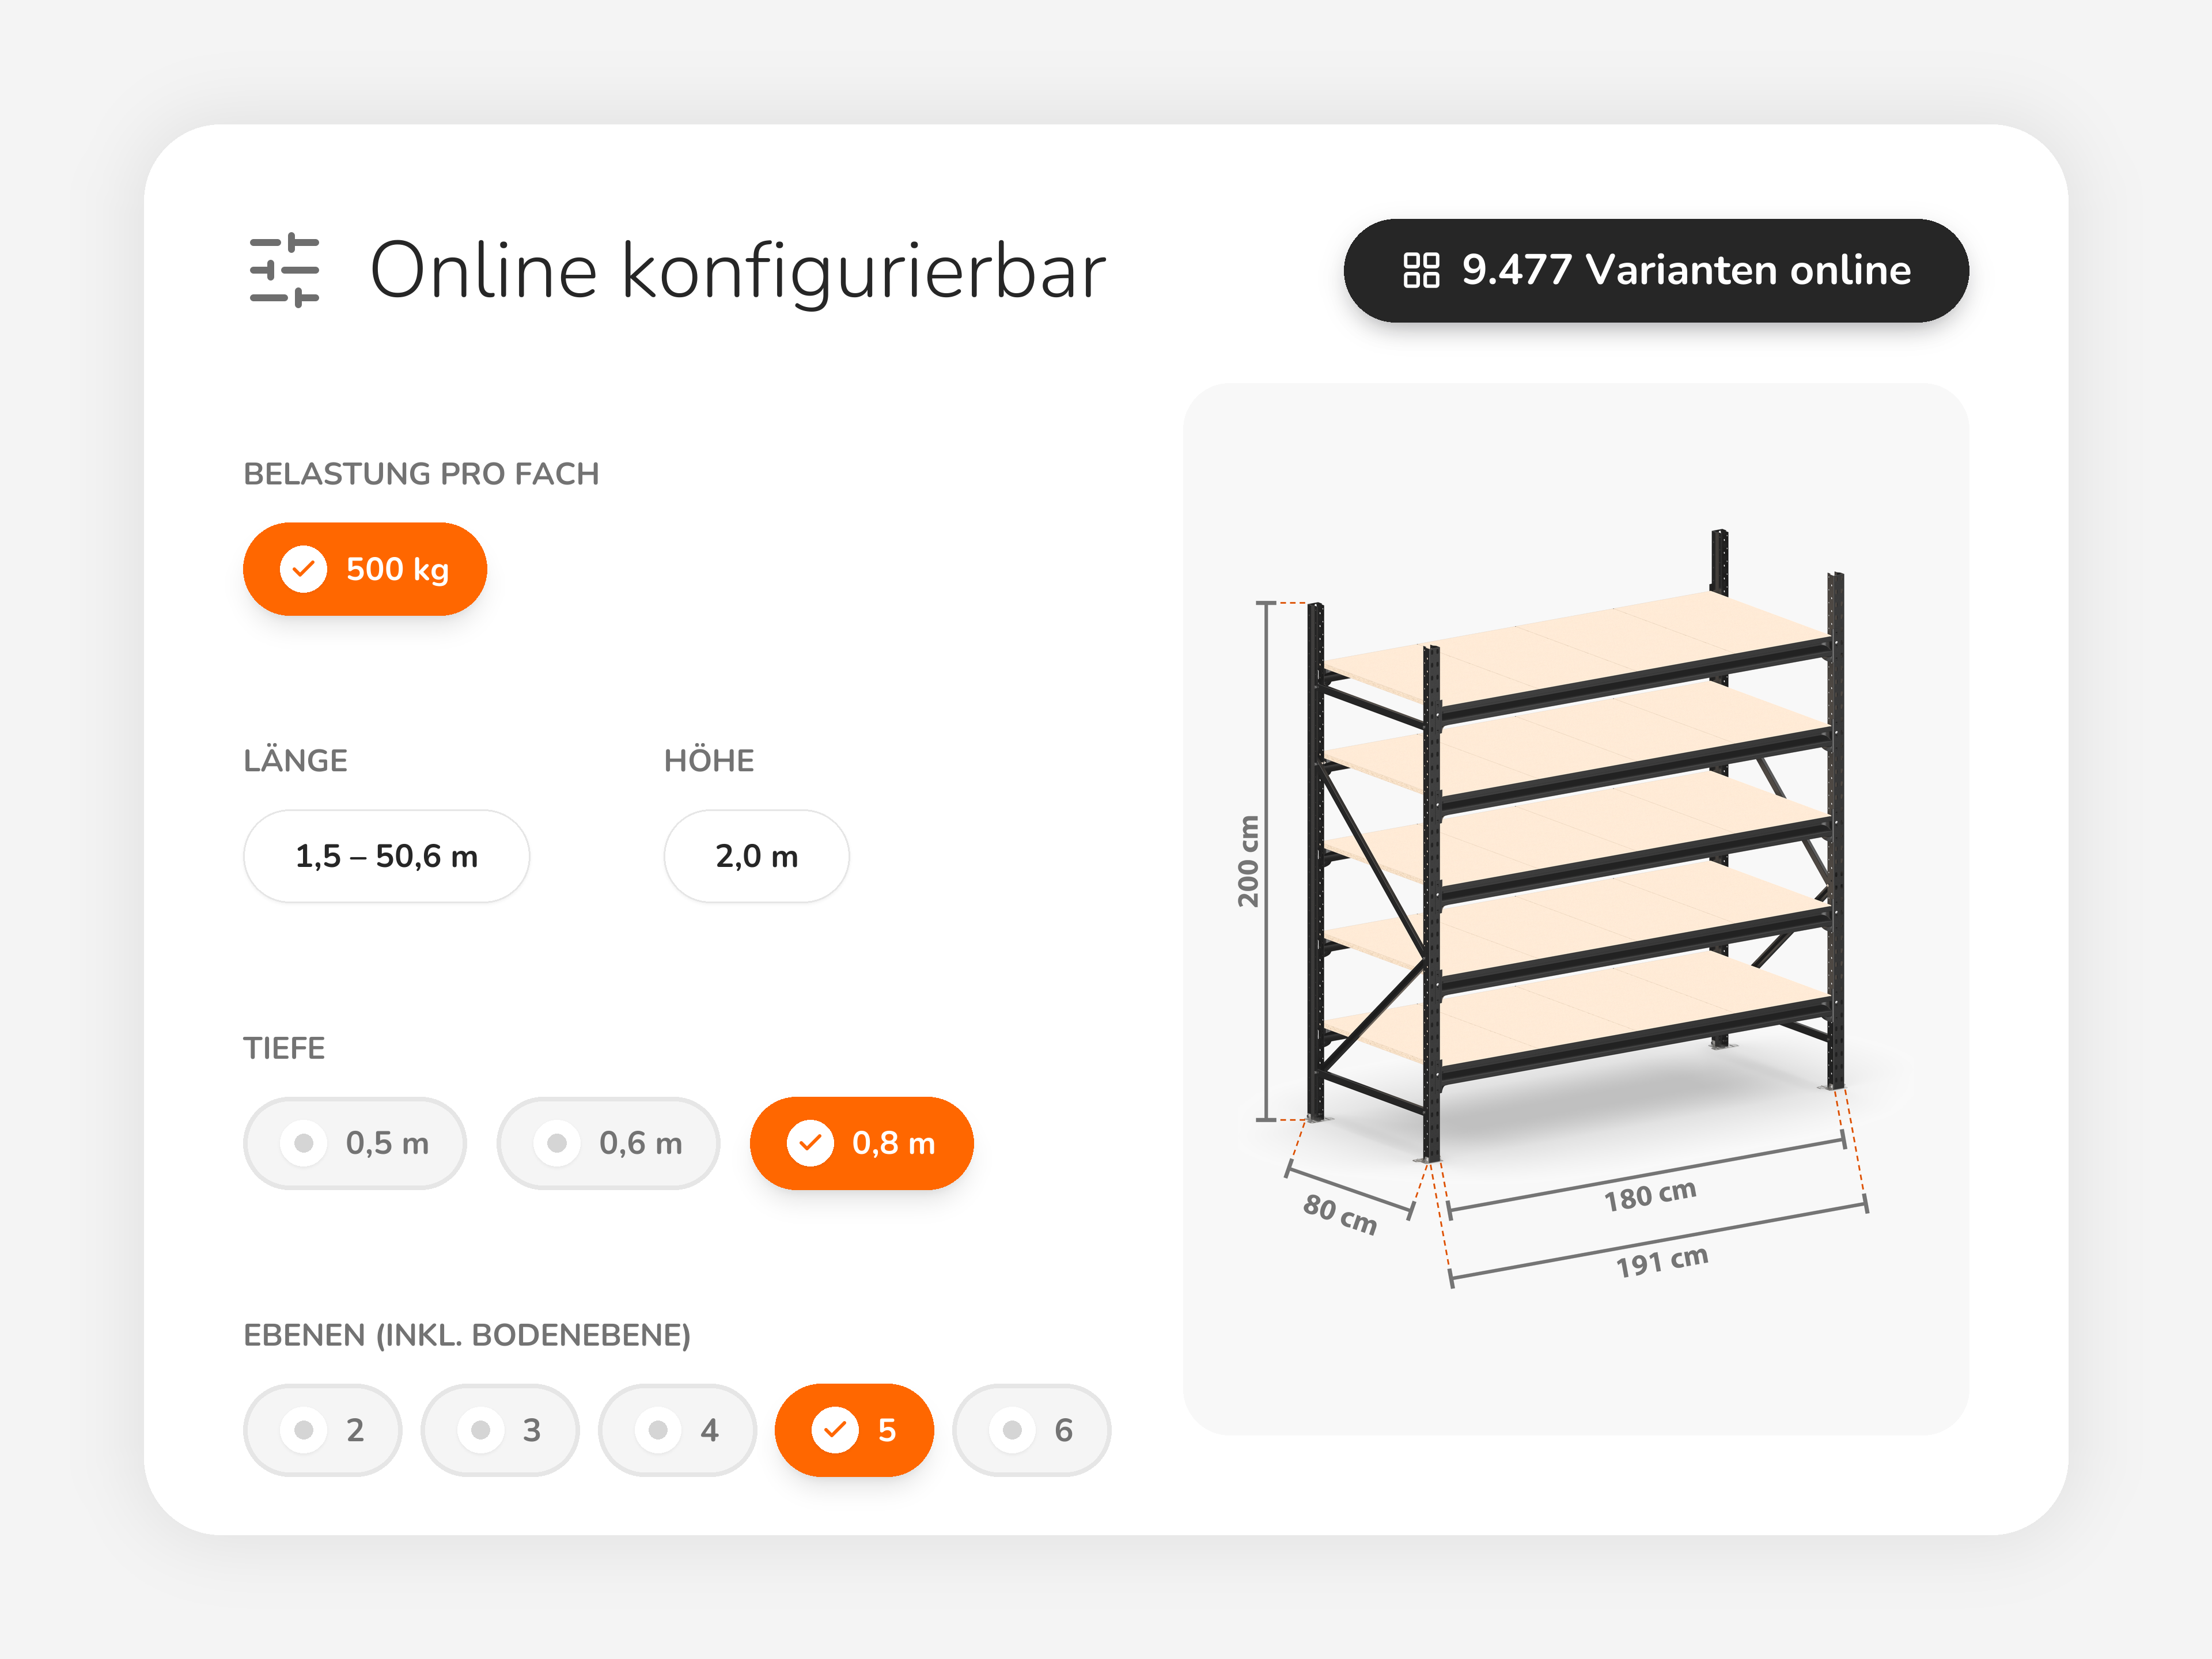 Online konfigurierbar
9.477 Varianten online
BELASTUNG PRO FACH
500 kg
LÄNGE
1,5 – 50,6 m
HÖHE
2,0 m
TIEFE
0,5 m
0,6 m
0,8 m
EBENEN (INKL. BODENEBENE)
2
3
4
5
6
200 cm
80 cm
180 cm
191 cm